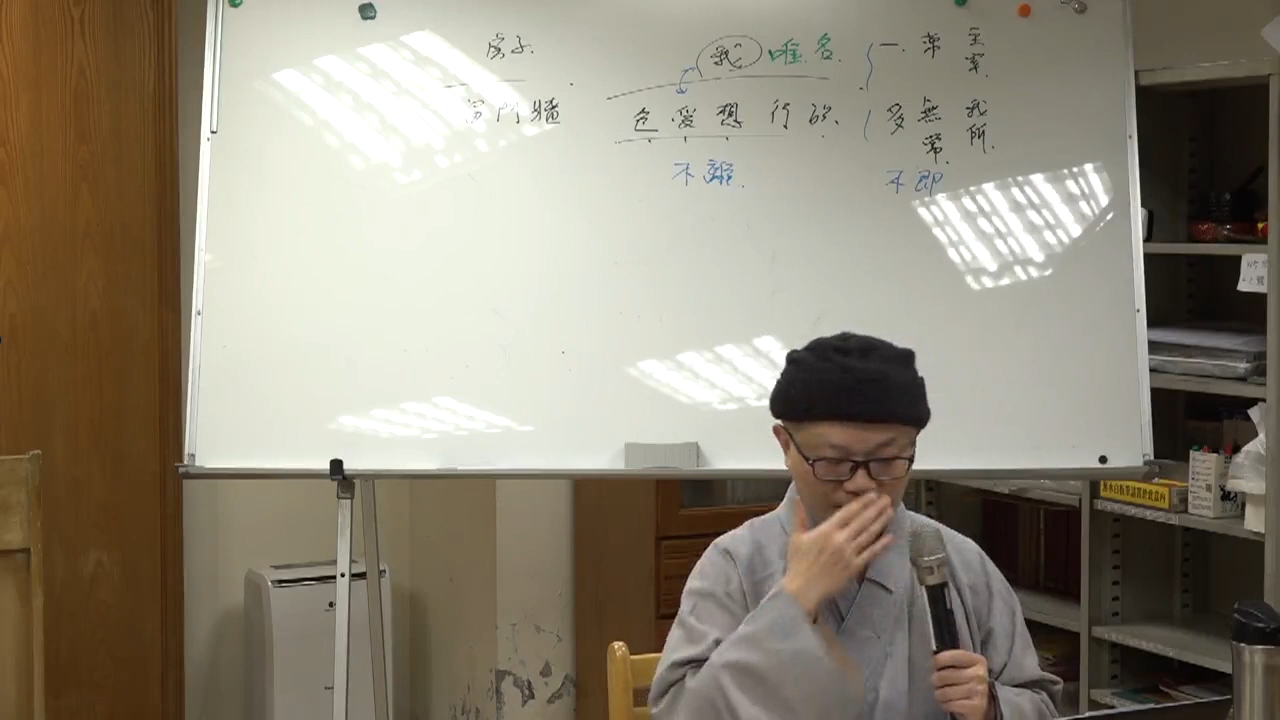 房子. 我 唯名. 一. 常 主宰.
窗門牆 色受想行識. 多 無常. 我所.
不離. 不即